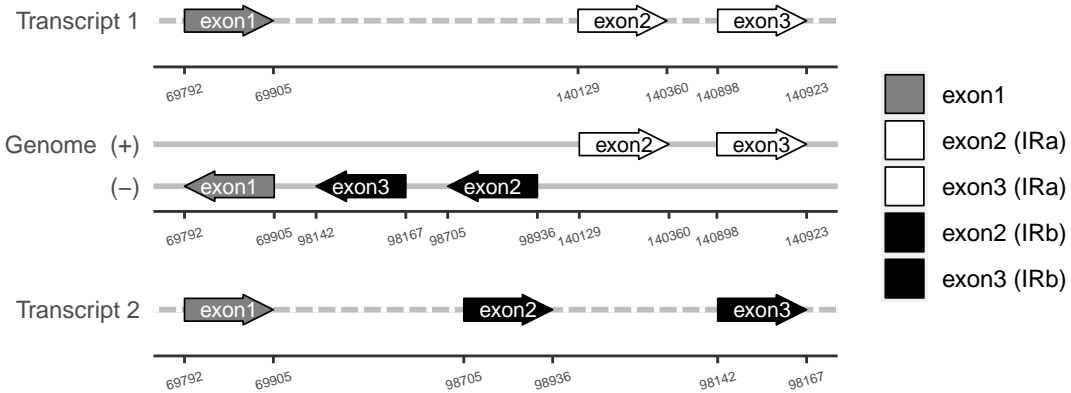 Transcript 1 exon1 exon2 exon3
69792 69905 140129 140360 140898 140923
Genome (+) exon2 exon3
(−) exon1 exon3 exon2
69792 69905 98142 98167 98705 98936 140129 140360 140898 140923
Transcript 2 exon1 exon2 exon3
69792 69905 98705 98936 98142 98167
exon1
exon2 (IRa)
exon3 (IRa)
exon2 (IRb)
exon3 (IRb)